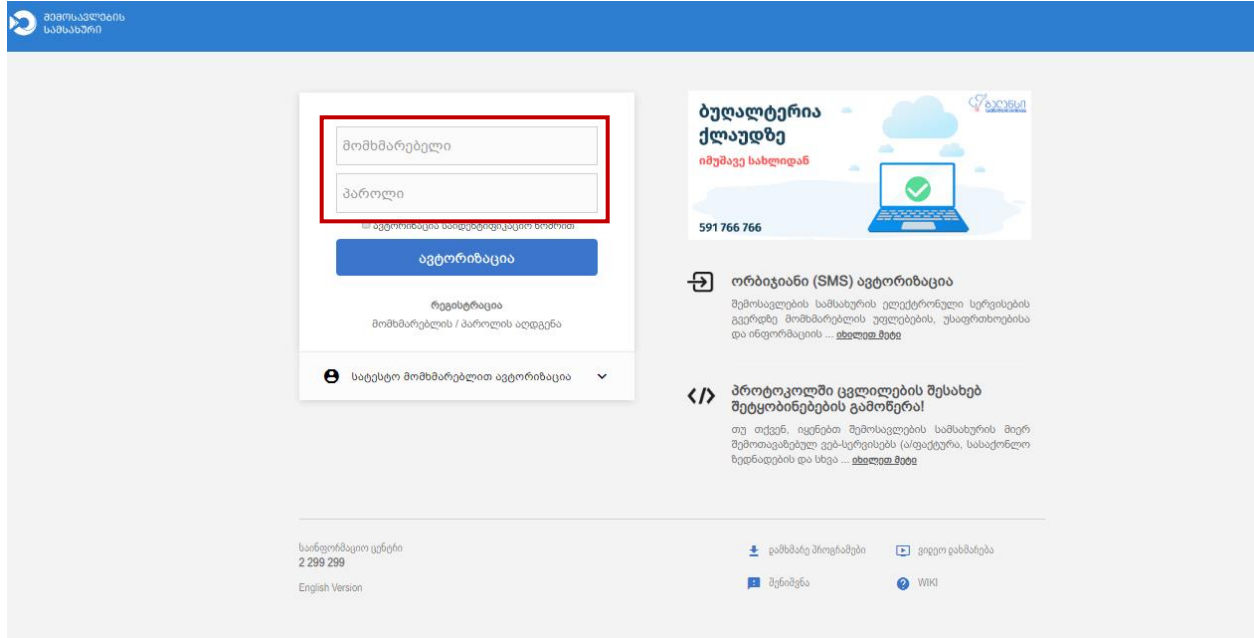 შემოსავლების
სამსახური
მომხმარებელი
პაროლი
ავტორიზაცია საიდენტიფიკაციო ნომრით
ავტორიზაცია
რეგისტრაცია
მომხმარებლის / პაროლის აღდგენა
სატესტო მომხმარებლით ავტორიზაცია
ბუღალტერია
ქლაუდზე
იმუშავე სახლიდან
591 766 766
ორბიჯიანი (SMS) ავტორიზაცია
შემოსავლების სამსახურის ელექტრონული სერვისების
გვერდზე მომხმარებლის უფლებების, უსაფრთხოებისა
და ინფორმაციის ... იხილეთ მეტი
პროტოკოლში ცვლილების შესახებ
შეტყობინებების გამოწერა!
თუ თქვენ, იყენებთ შემოსავლების სამსახურის მიერ
შემოთავაზებულ ვებ-სერვისებს (ა/ფაქტურა, სასაქონლო
ზედნადების და სხვა ... იხილეთ მეტი
საინფორმაციო ცენტრი
2 299 299
English Version
დამხმარე პროგრამები
ვიდეო დახმარება
შენიშვნა
WIKI